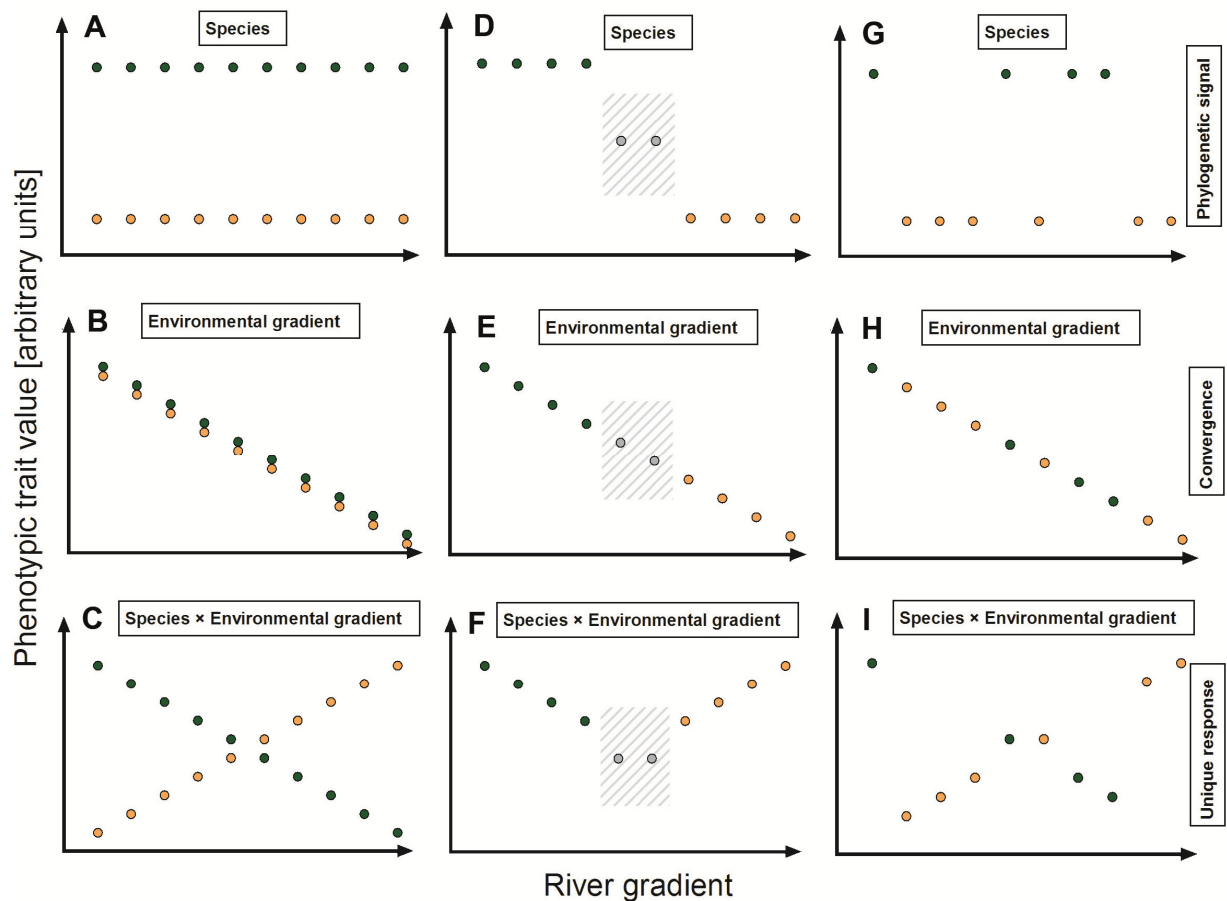 A
Species
D
Species
G
Species
Phylogenetic signal
B
Environmental gradient
E
Environmental gradient
H
Environmental gradient
Convergence
C
Species × Environmental gradient
F
Species × Environmental gradient
I
Species × Environmental gradient
Unique response
Phenotypic trait value [arbitrary units]
River gradient